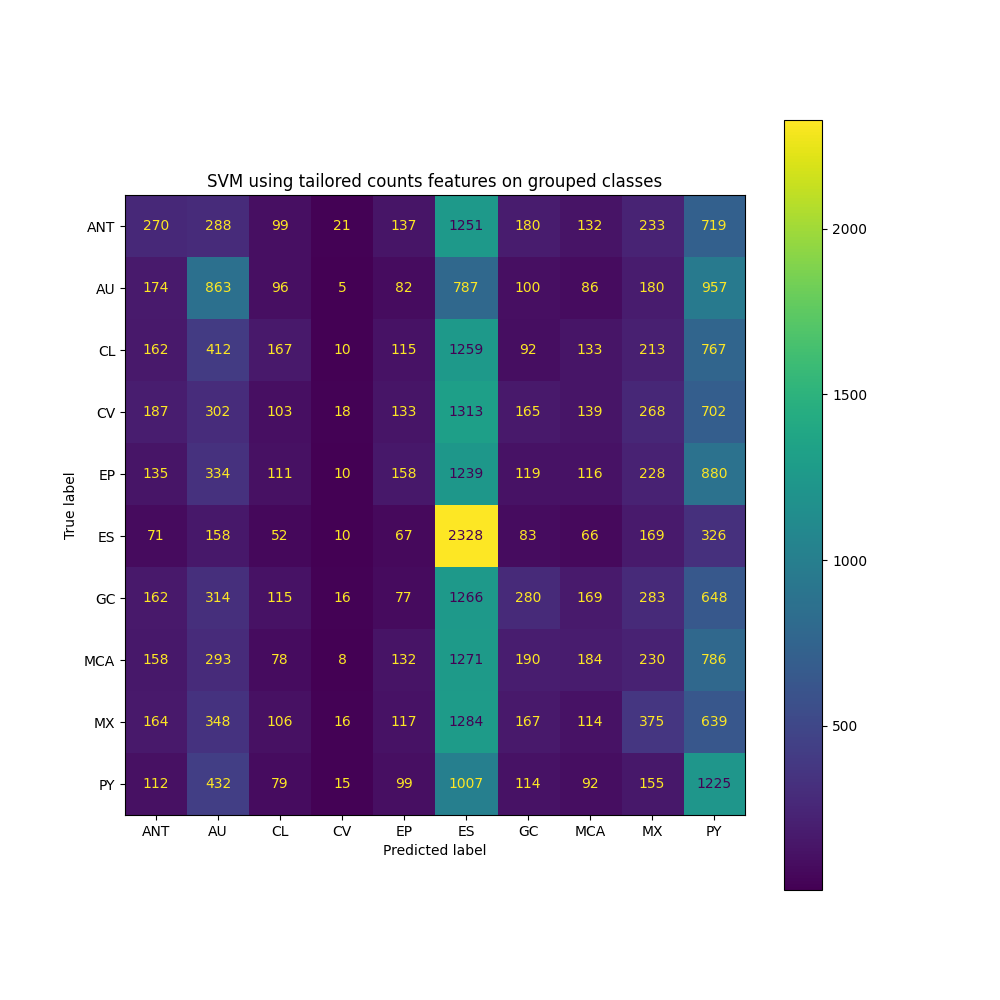 SVM using tailored counts features on grouped classes
ANT 270 288 99 21 137 1251 180 132 233 719
AU 174 863 96 5 82 787 100 86 180 957
CL 162 412 167 10 115 1259 92 133 213 767
CV 187 302 103 18 133 1313 165 139 268 702
EP 135 334 111 10 158 1239 119 116 228 880
ES 71 158 52 10 67 2328 83 66 169 326
GC 162 314 115 16 77 1266 280 169 283 648
MCA 158 293 78 8 132 1271 190 184 230 786
MX 164 348 106 16 117 1284 167 114 375 639
PY 112 432 79 15 99 1007 114 92 155 1225
ANT AU CL CV EP ES GC MCA MX PY
Predicted label
True label
2000
1500
1000
500